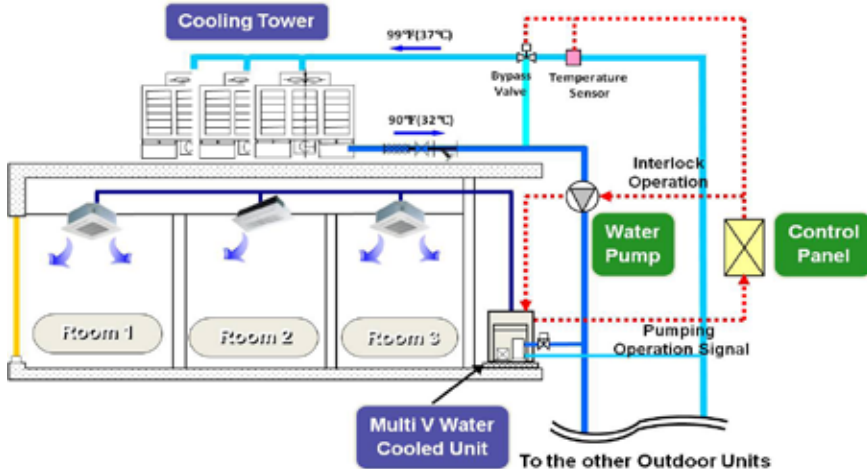 Cooling Tower
99°F(37℃)
Bypass
Valve
Temperature
Sensor
90°F(32℃)
Interlock
Operation
Water
Pump
Control
Panel
Room 1
Room 2
Room 3
Pumping
Operation Signal
Multi V Water
Cooled Unit
To the other Outdoor Units